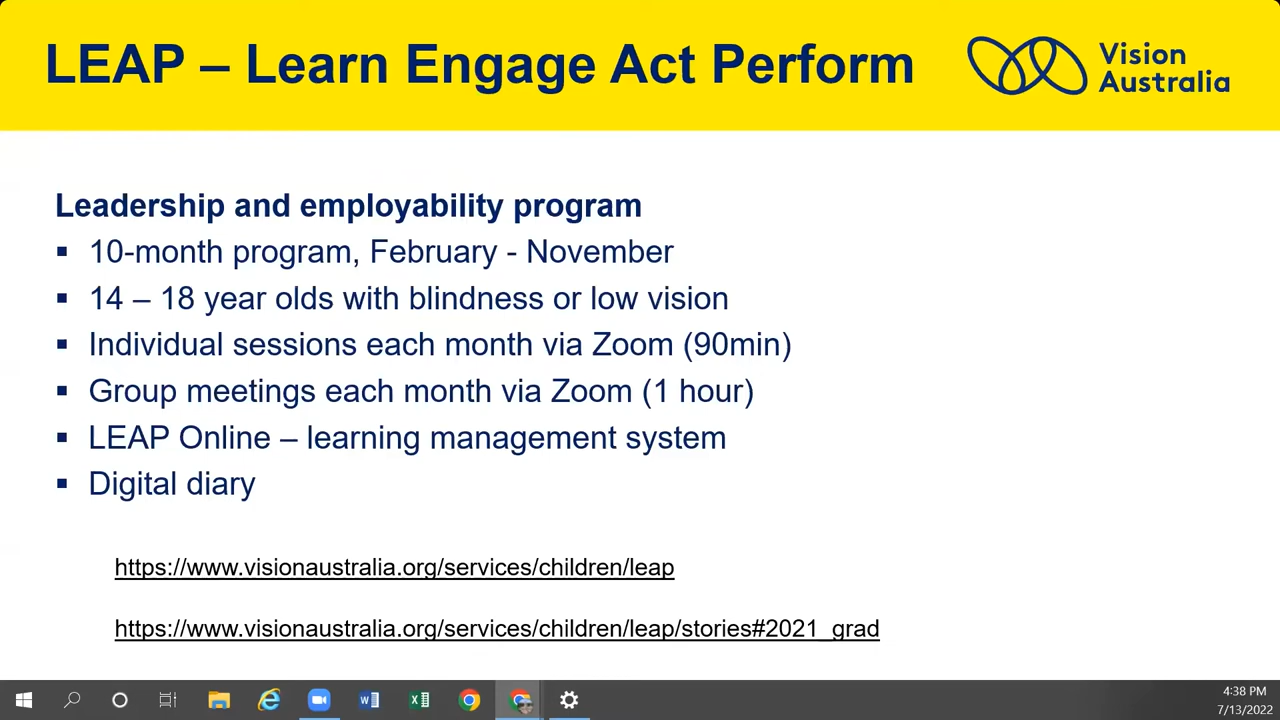 LEAP – Learn Engage Act Perform
Vision
Australia
Leadership and employability program
▪ 10-month program, February - November
▪ 14 – 18 year olds with blindness or low vision
▪ Individual sessions each month via Zoom (90min)
▪ Group meetings each month via Zoom (1 hour)
▪ LEAP Online – learning management system
▪ Digital diary
https://www.visionaustralia.org/services/children/leap
https://www.visionaustralia.org/services/children/leap/stories#2021_grad
4:38 PM
7/13/2022